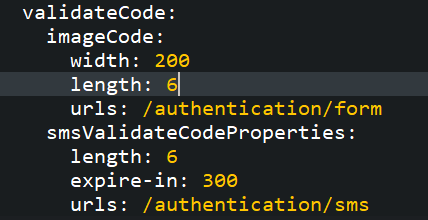 validateCode:
  imageCode:
    width: 200
    length: 6
    urls: /authentication/form
  smsValidateCodeProperties:
    length: 6
    expire-in: 300
    urls: /authentication/sms